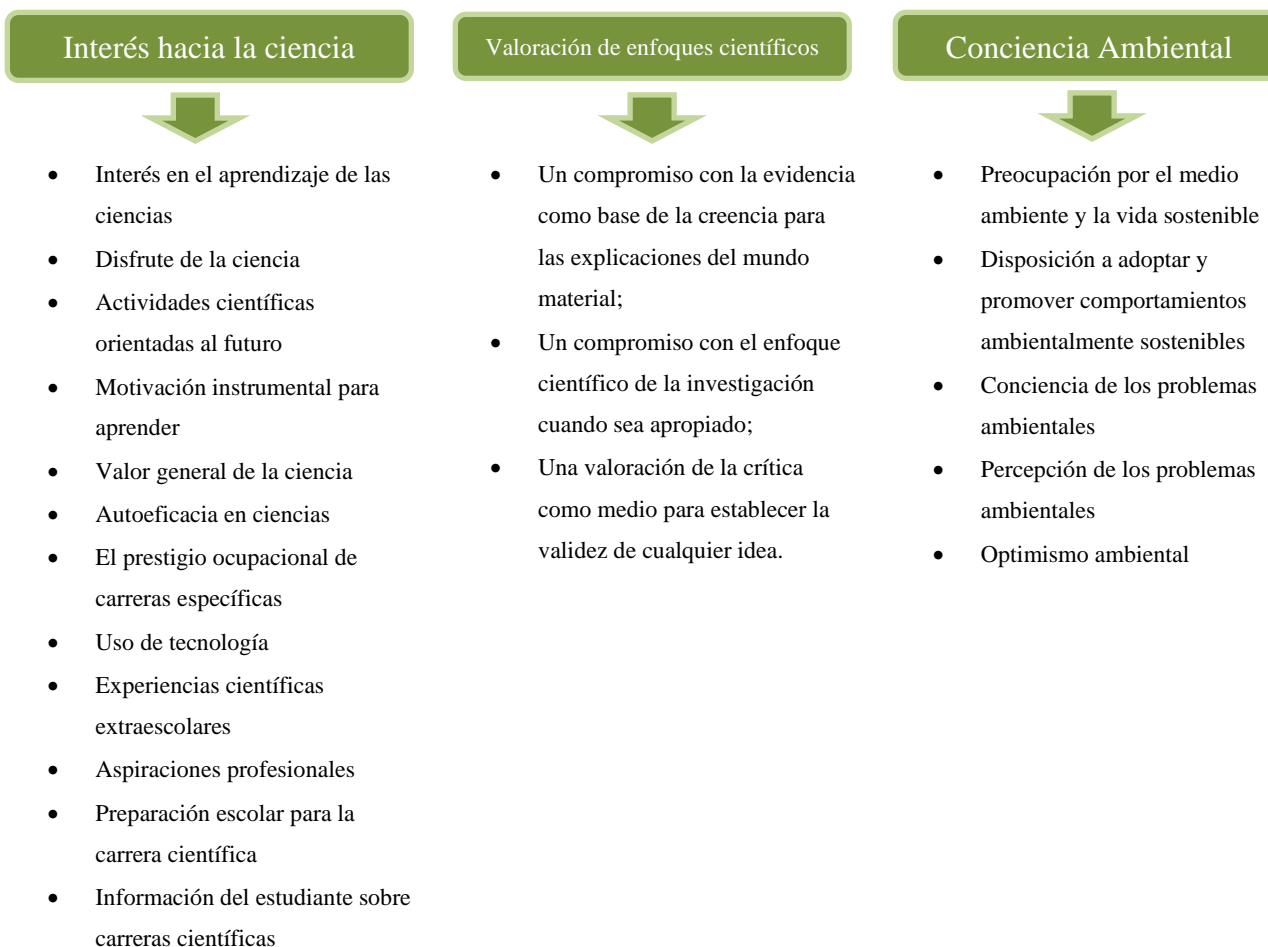 Interés hacia la ciencia
• Interés en el aprendizaje de las
ciencias
• Disfrute de la ciencia
• Actividades científicas
orientadas al futuro
• Motivación instrumental para
aprender
• Valor general de la ciencia
• Autoeficacia en ciencias
• El prestigio ocupacional de
carreras específicas
• Uso de tecnología
• Experiencias científicas
extraescolares
• Aspiraciones profesionales
• Preparación escolar para la
carrera científica
• Información del estudiante sobre
carreras científicas
Valoración de enfoques científicos
• Un compromiso con la evidencia
como base de la creencia para
las explicaciones del mundo
material;
• Un compromiso con el enfoque
científico de la investigación
cuando sea apropiado;
• Una valoración de la crítica
como medio para establecer la
validez de cualquier idea.
Conciencia Ambiental
• Preocupación por el medio
ambiente y la vida sostenible
• Disposición a adoptar y
promover comportamientos
ambientalmente sostenibles
• Conciencia de los problemas
ambientales
• Percepción de los problemas
ambientales
• Optimismo ambiental